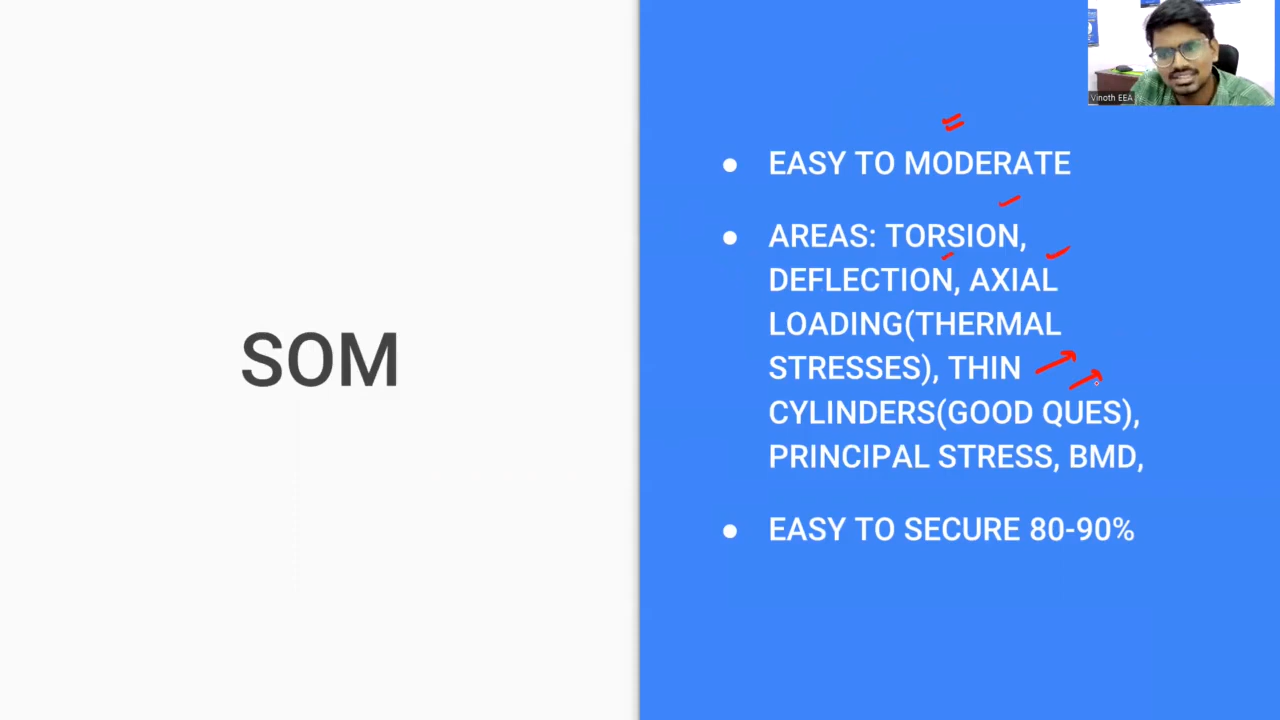 SOM
Vinoth EEA
● EASY TO MODERATE
● AREAS: TORSION,
DEFLECTION, AXIAL
LOADING(THERMAL
STRESSES), THIN
CYLINDERS(GOOD QUES),
PRINCIPAL STRESS, BMD,
● EASY TO SECURE 80-90%